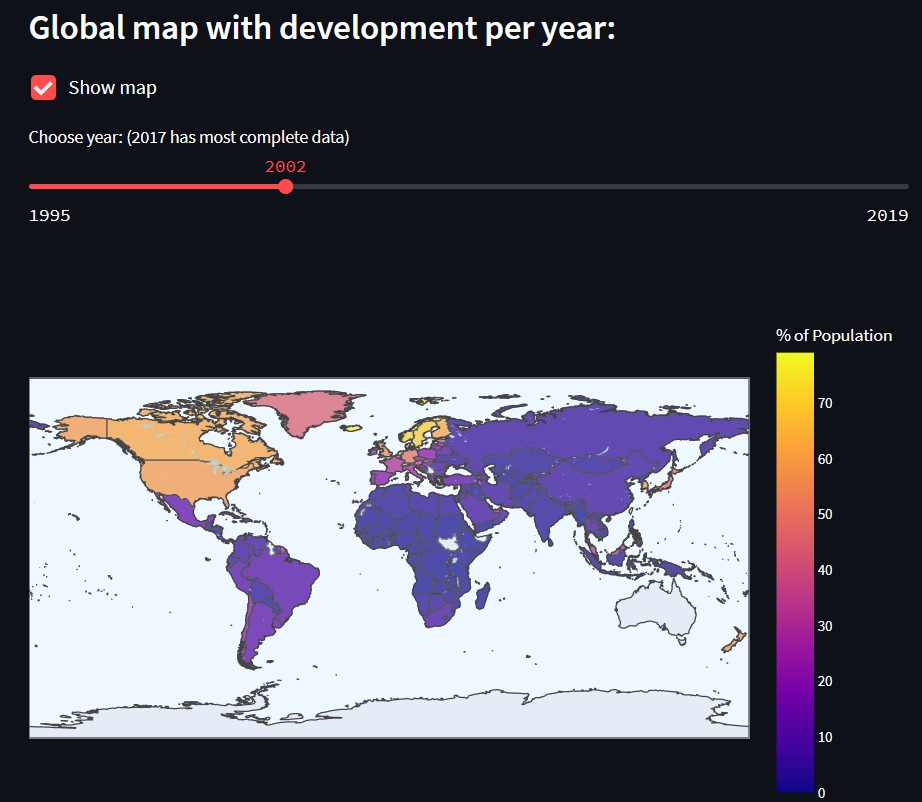 Global map with development per year:
Show map
Choose year: (2017 has most complete data)
2002
1995 2019
% of Population
70
60
50
40
30
20
10
0